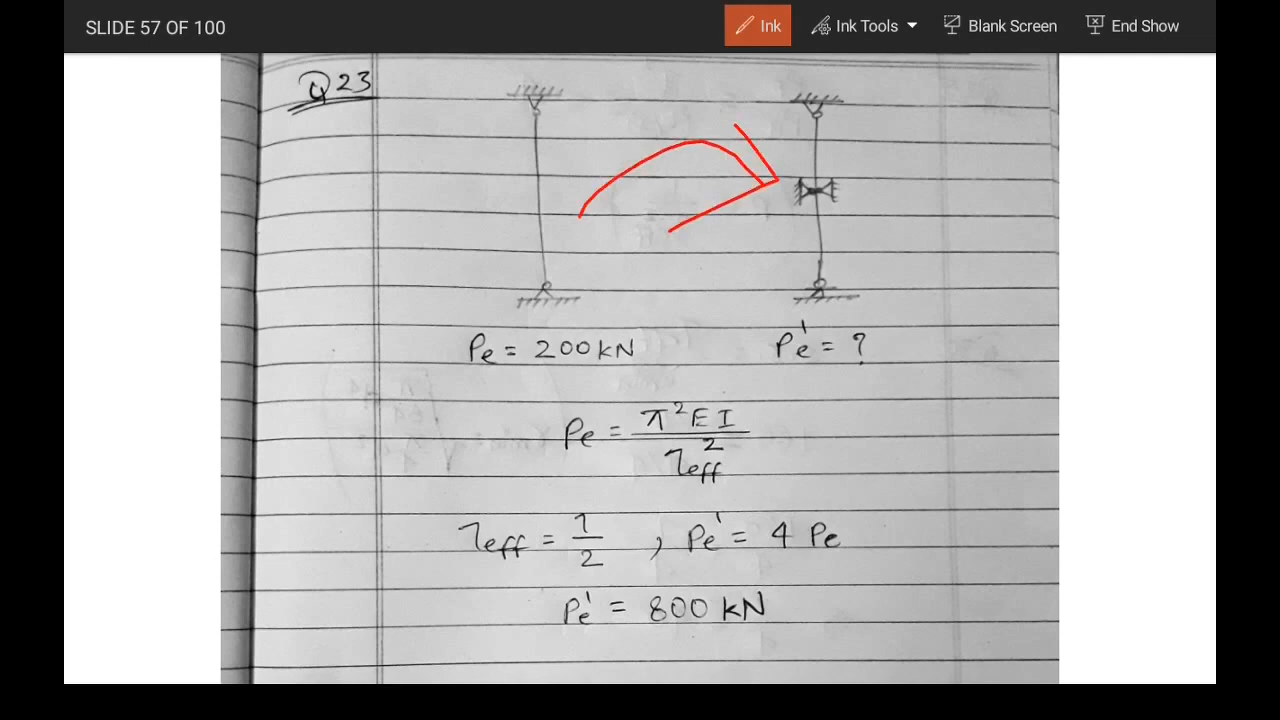 SLIDE 57 OF 100
Ink
Ink Tools
Blank Screen
End Show
Q23
Pe = 200 kN
Pe' = ?
Pe = π²EI / leff²
leff = l/2 , Pe' = 4 Pe
Pe' = 800 kN